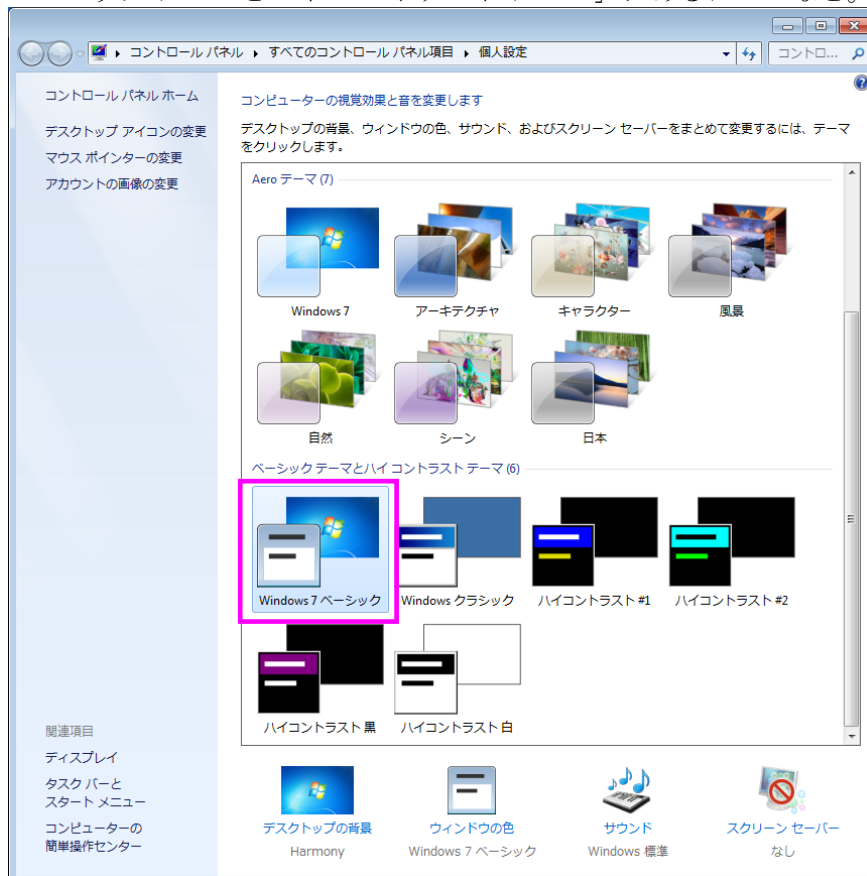 コントロール パネル ▸ すべてのコントロール パネル項目 ▸ 個人設定
コントロ...
コントロール パネル ホーム
デスクトップ アイコンの変更
マウス ポインターの変更
アカウントの画像の変更
コンピューターの視覚効果と音を変更します
デスクトップの背景、ウィンドウの色、サウンド、およびスクリーン セーバーをまとめて変更するには、テーマ
をクリックします。
Aero テーマ (7)
Windows 7
アーキテクチャ
キャラクター
風景
自然
シーン
日本
ベーシック テーマとハイ コントラスト テーマ (6)
Windows 7 ベーシック
Windows クラシック
ハイコントラスト #1
ハイコントラスト #2
ハイコントラスト 黒
ハイコントラスト 白
関連項目
ディスプレイ
タスク バーと
スタート メニュー
コンピューターの
簡単操作センター
デスクトップの背景
Harmony
ウィンドウの色
Windows 7 ベーシック
サウンド
Windows 標準
スクリーン セーバー
なし